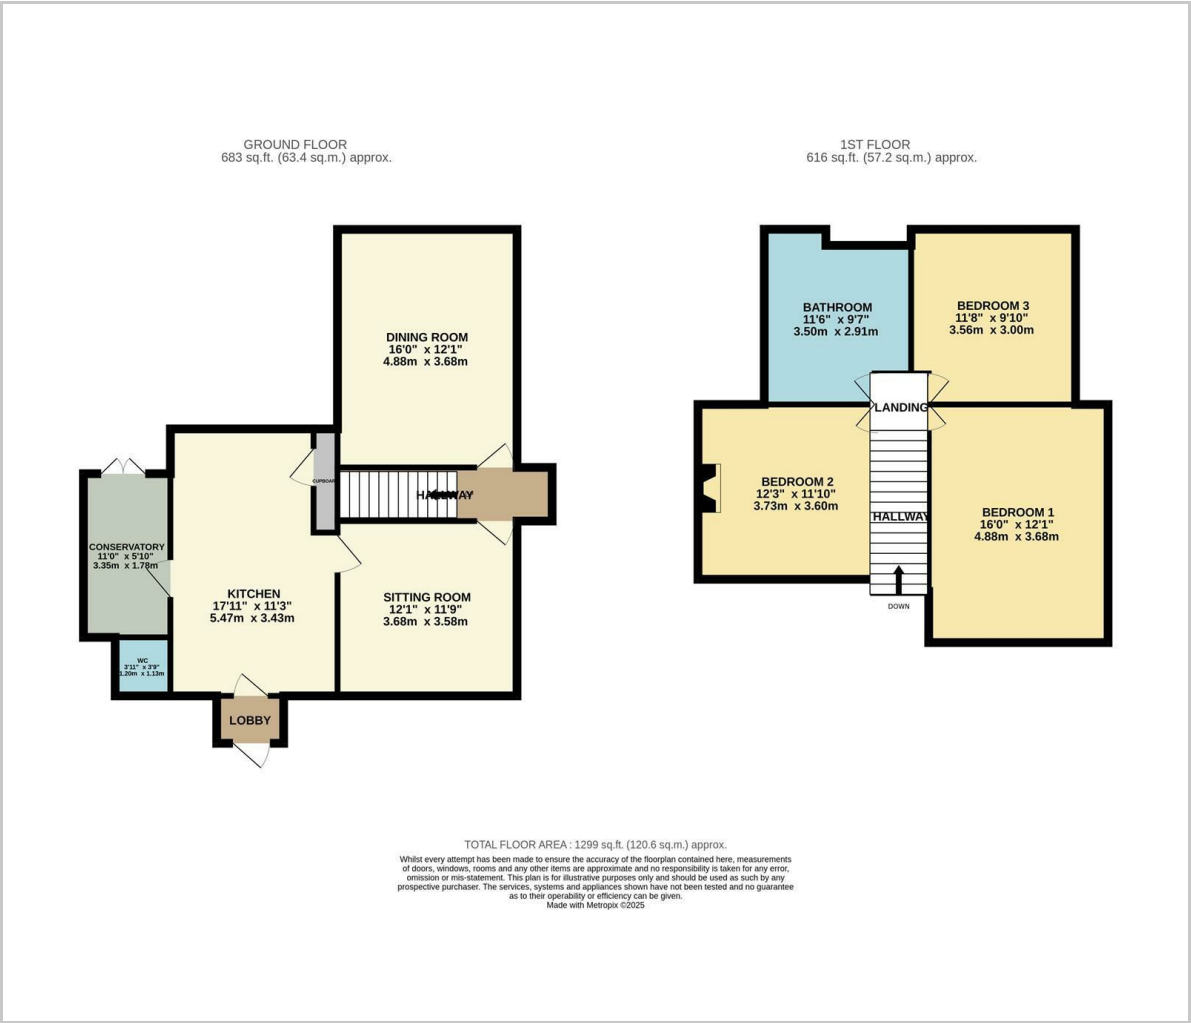 GROUND FLOOR
683 sq.ft. (63.4 sq.m.) approx.
1ST FLOOR
616 sq.ft. (57.2 sq.m.) approx.
DINING ROOM
16'0" x 12'1"
4.88m x 3.68m
CUPBOARD
HALLWAY
CONSERVATORY
11'0" x 5'10"
3.35m x 1.78m
KITCHEN
17'11" x 11'3"
5.47m x 3.43m
SITTING ROOM
12'1" x 11'9"
3.68m x 3.58m
WC
3'11" x 3'9"
1.20m x 1.13m
LOBBY
BATHROOM
11'6" x 9'7"
3.50m x 2.91m
BEDROOM 3
11'8" x 9'10"
3.56m x 3.00m
LANDING
BEDROOM 2
12'3" x 11'10"
3.73m x 3.60m
HALLWAY
BEDROOM 1
16'0" x 12'1"
4.88m x 3.68m
DOWN
TOTAL FLOOR AREA : 1299 sq.ft. (120.6 sq.m.) approx.
Whilst every attempt has been made to ensure the accuracy of the floorplan contained here, measurements
of doors, windows, rooms and any other items are approximate and no responsibility is taken for any error,
omission or mis-statement. This plan is for illustrative purposes only and should be used as such by any
prospective purchaser. The services, systems and appliances shown have not been tested and no guarantee
as to their operability or efficiency can be given.
Made with Metropix ©2025